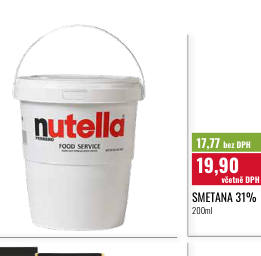 nutella
FERRERO
FOOD SERVICE
17,77 bez DPH
19,90
včetně DPH
SMETANA 31%
200ml